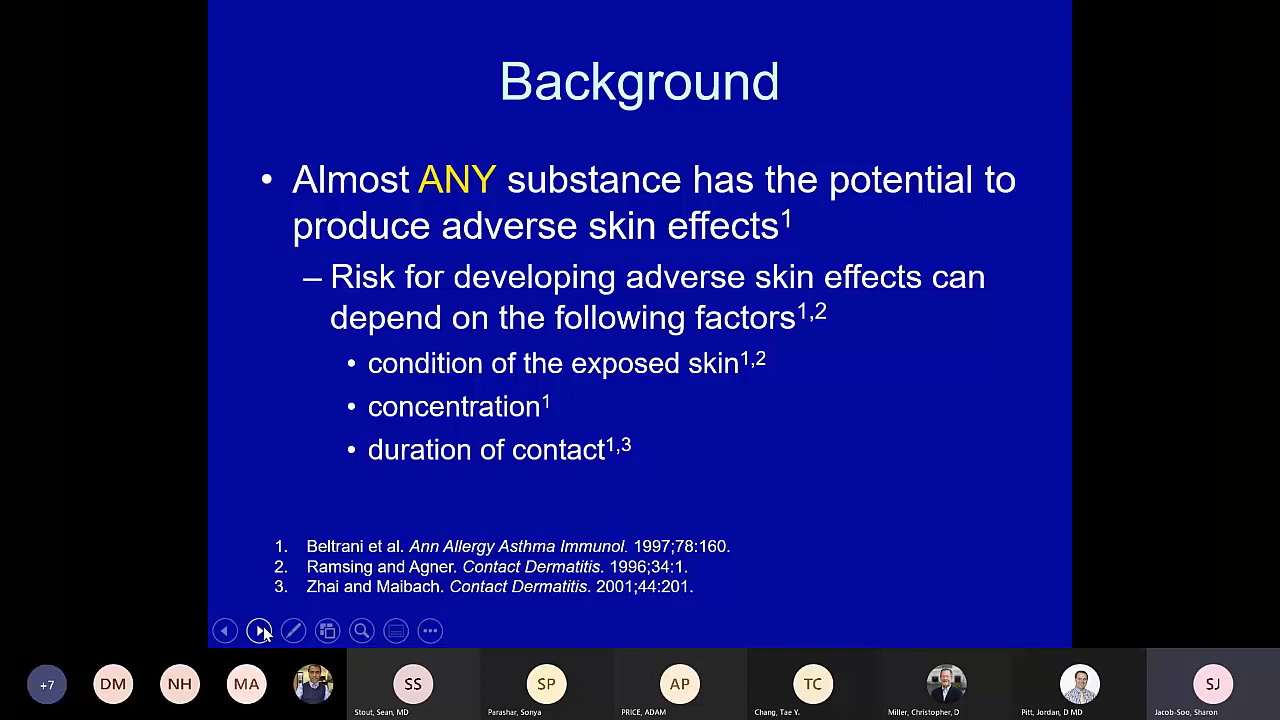 Background
• Almost ANY substance has the potential to
produce adverse skin effects1
– Risk for developing adverse skin effects can
depend on the following factors1,2
• condition of the exposed skin1,2
• concentration1
• duration of contact1,3
1. Beltrani et al. Ann Allergy Asthma Immunol. 1997;78:160.
2. Ramsing and Agner. Contact Dermatitis. 1996;34:1.
3. Zhai and Maibach. Contact Dermatitis. 2001;44:201.
+7 DM NH MA SS SP AP TC SJ
Stout, Sean, MD Parashar, Sonya PRICE, ADAM Chang, Tae Y. Miller, Christopher, D Pitt, Jordan, D MD Jacob-Soo, Sharon